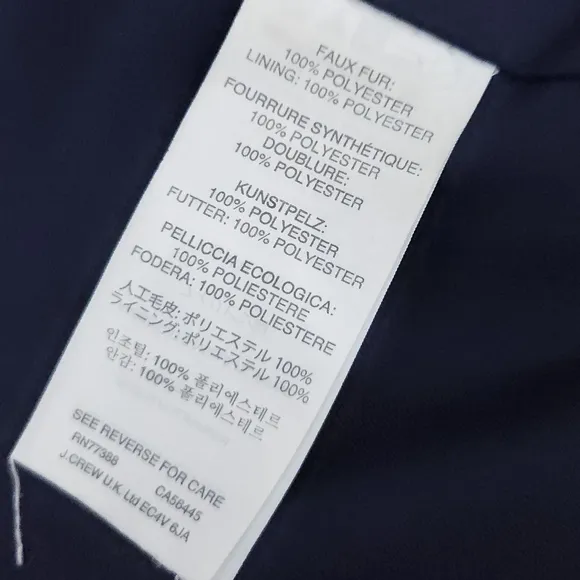 FAUX FUR:
100% POLYESTER
LINING: 100% POLYESTER
FOURRURE SYNTHÉTIQUE:
100% POLYESTER
DOUBLURE:
100% POLYESTER
KUNSTPELZ:
100% POLYESTER
FUTTER: 100% POLYESTER
PELLICCIA ECOLOGICA:
100% POLIESTERE
FODERA: 100% POLIESTERE
人工毛皮: ポリエステル 100%
ライニング: ポリエステル 100%
인조털: 100% 폴리에스테르
안감: 100% 폴리에스테르
SEE REVERSE FOR CARE
RN77388 CA58445
J.CREW U.K. Ltd EC4V 6JA